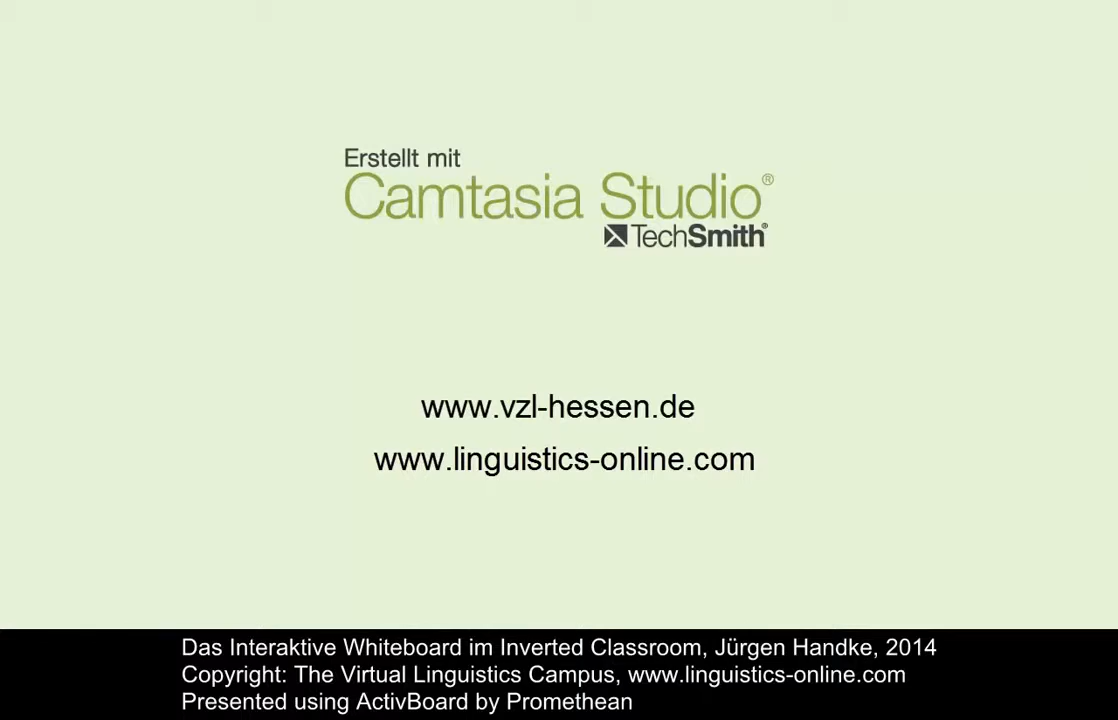 Erstellt mit
Camtasia Studio®
TechSmith®
www.vzl-hessen.de
www.linguistics-online.com
Das Interaktive Whiteboard im Inverted Classroom, Jürgen Handke, 2014
Copyright: The Virtual Linguistics Campus, www.linguistics-online.com
Presented using ActivBoard by Promethean